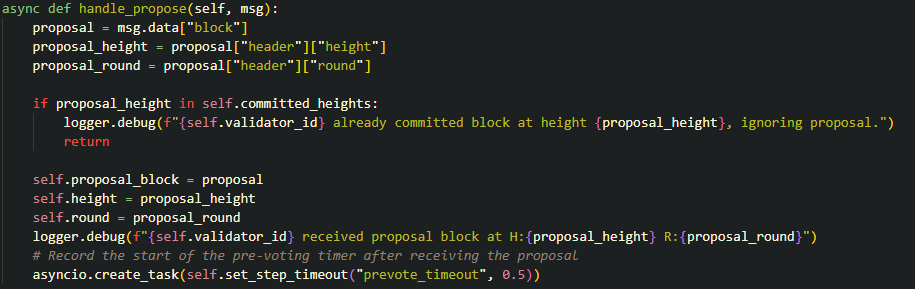 async def handle_propose(self, msg):
    proposal = msg.data["block"]
    proposal_height = proposal["header"]["height"]
    proposal_round = proposal["header"]["round"]

    if proposal_height in self.committed_heights:
        logger.debug(f"{self.validator_id} already committed block at height {proposal_height}, ignoring proposal.")
        return

    self.proposal_block = proposal
    self.height = proposal_height
    self.round = proposal_round
    logger.debug(f"{self.validator_id} received proposal block at H:{proposal_height} R:{proposal_round}")
    # Record the start of the pre-voting timer after receiving the proposal
    asyncio.create_task(self.set_step_timeout("prevote_timeout", 0.5))